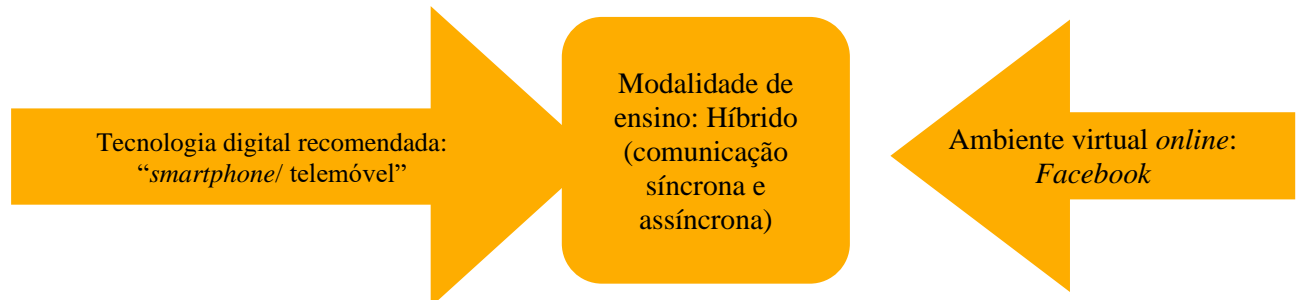 Tecnologia digital recomendada:
“smartphone/ telemóvel”
Modalidade de
ensino: Híbrido
(comunicação
síncrona e
assíncrona)
Ambiente virtual online:
Facebook